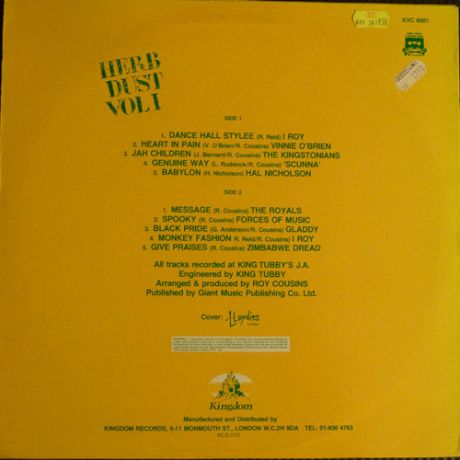 KVC 6001
HERB
DUST
VOL I
SIDE 1
1. DANCE HALL STYLEE (R. Reid) I ROY
2. HEART IN PAIN (V. O'Brien/R. Cousins) VINNIE O'BRIEN
3. JAH CHILDREN (J. Bernard/R. Cousins) THE KINGSTONIANS
4. GENUINE WAY (L. Ruddock/R. Cousins) 'SCUNNA'
5. BABYLON (H. Nicholson) HAL NICHOLSON
SIDE 2
1. MESSAGE (R. Cousins) THE ROYALS
2. SPOOKY (R. Cousins) FORCES OF MUSIC
3. BLACK PRIDE (G. Anderson/R. Cousins) GLADDY
4. MONKEY FASHION R. Reid/R. Cousins) I ROY
5. GIVE PRAISES (R. Cousins) ZIMBABWE DREAD
All tracks recorded at KING TUBBY'S J.A.
Engineered by KING TUBBY
Arranged & produced by ROY COUSINS
Published by Giant Music Publishing Co. Ltd.
Cover: Lloydies
Kingdom
Manufactured and Distributed by
KINGDOM RECORDS, 9-11 MONMOUTH ST., LONDON W.C.2H 9DA TEL: 01-836 4763